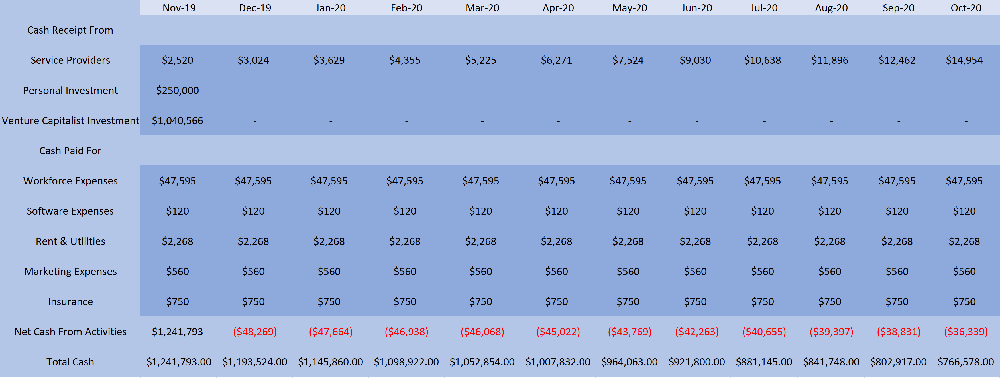 Nov-19 Dec-19 Jan-20 Feb-20 Mar-20 Apr-20 May-20 Jun-20 Jul-20 Aug-20 Sep-20 Oct-20
Cash Receipt From
Service Providers $2,520 $3,024 $3,629 $4,355 $5,225 $6,271 $7,524 $9,030 $10,638 $11,896 $12,462 $14,954
Personal Investment $250,000 - - - - - - - - - - -
Venture Capitalist Investment $1,040,566 - - - - - - - - - - -
Cash Paid For
Workforce Expenses $47,595 $47,595 $47,595 $47,595 $47,595 $47,595 $47,595 $47,595 $47,595 $47,595 $47,595 $47,595
Software Expenses $120 $120 $120 $120 $120 $120 $120 $120 $120 $120 $120 $120
Rent & Utilities $2,268 $2,268 $2,268 $2,268 $2,268 $2,268 $2,268 $2,268 $2,268 $2,268 $2,268 $2,268
Marketing Expenses $560 $560 $560 $560 $560 $560 $560 $560 $560 $560 $560 $560
Insurance $750 $750 $750 $750 $750 $750 $750 $750 $750 $750 $750 $750
Net Cash From Activities $1,241,793 ($48,269) ($47,664) ($46,938) ($46,068) ($45,022) ($43,769) ($42,263) ($40,655) ($39,397) ($38,831) ($36,339)
Total Cash $1,241,793.00 $1,193,524.00 $1,145,860.00 $1,098,922.00 $1,052,854.00 $1,007,832.00 $964,063.00 $921,800.00 $881,145.00 $841,748.00 $802,917.00 $766,578.00